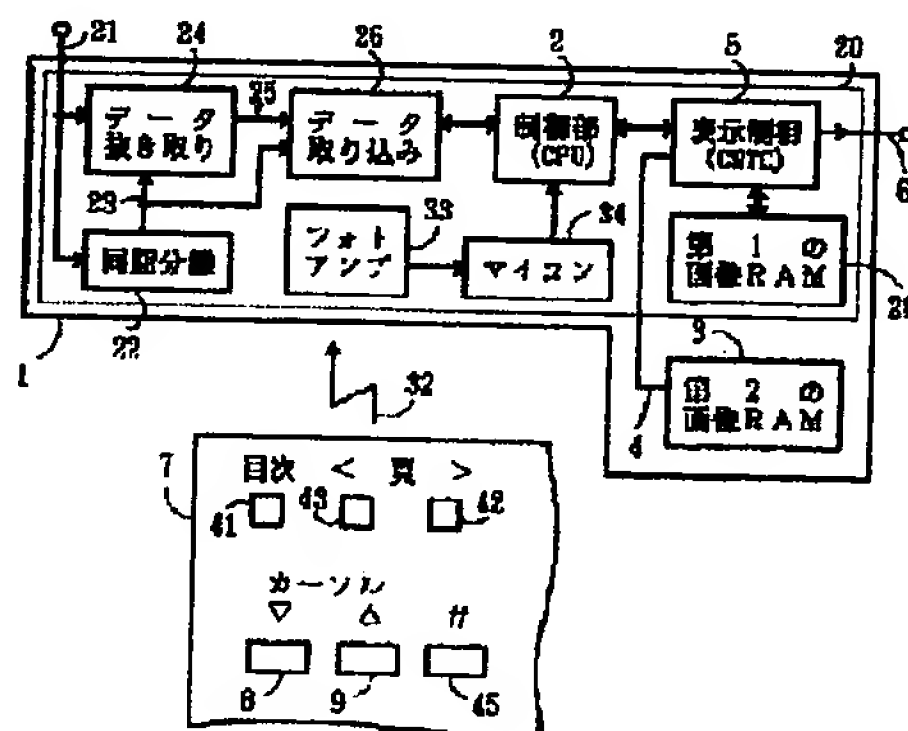 21 24 26 2 5 20
データ
抜き取り
25
データ
取り込み
制御部
(CPU)
表示制御
(CRTC)
6
23
33
フォト
アンプ
34
マイコン
第 1 の
画像RAM
同期分離
22
1
3
第 2 の
画像RAM
4
32
7
目次 < 頁 >
41 43 42
カーソル
▽ △ #
8 9 45